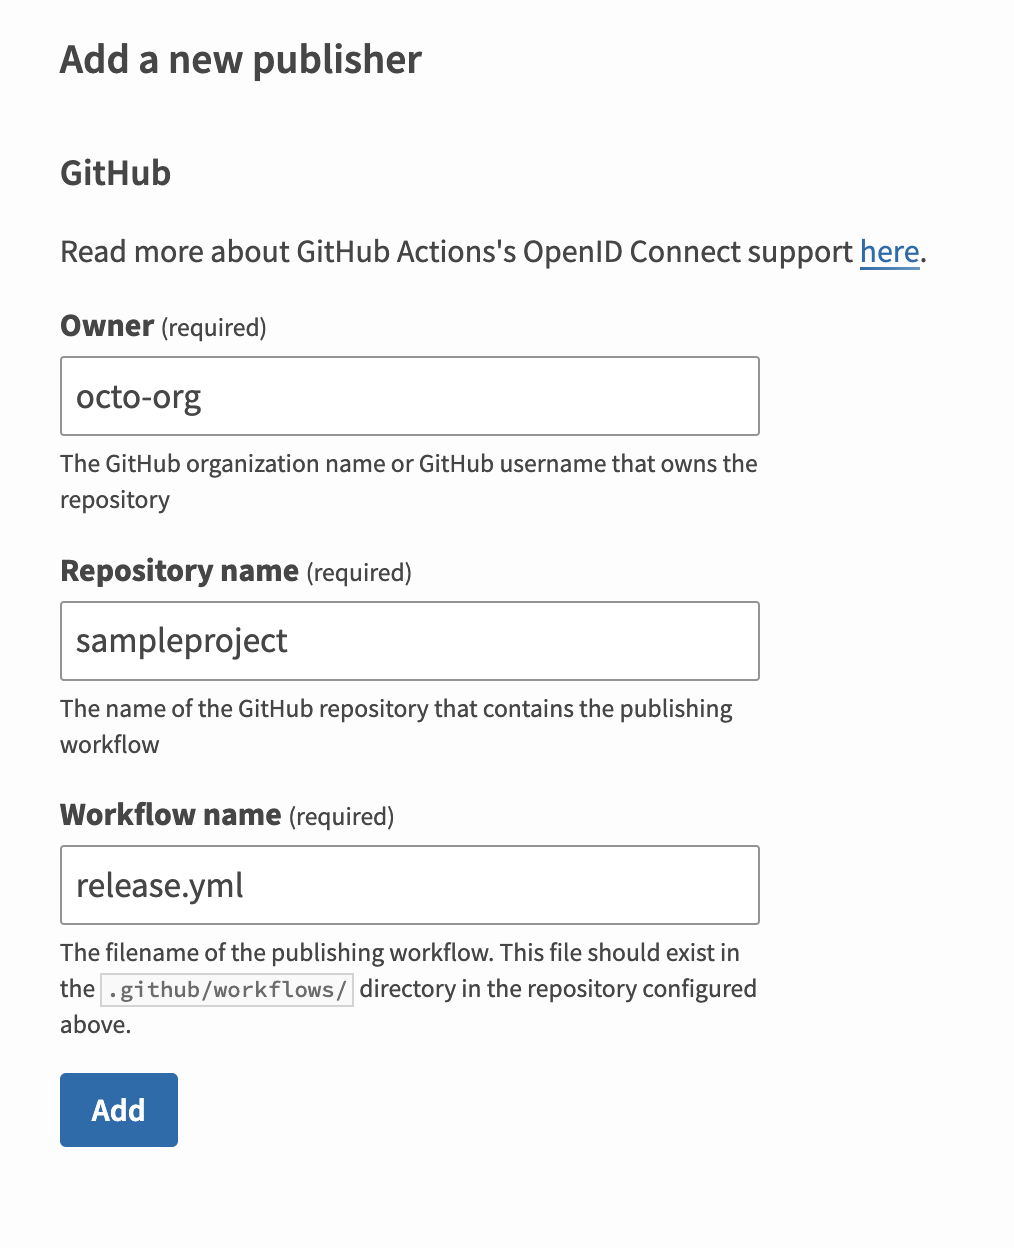 Add a new publisher
GitHub
Read more about GitHub Actions's OpenID Connect support here.
Owner (required)
octo-org
The GitHub organization name or GitHub username that owns the
repository
Repository name (required)
sampleproject
The name of the GitHub repository that contains the publishing
workflow
Workflow name (required)
release.yml
The filename of the publishing workflow. This file should exist in
the .github/workflows/ directory in the repository configured
above.
Add